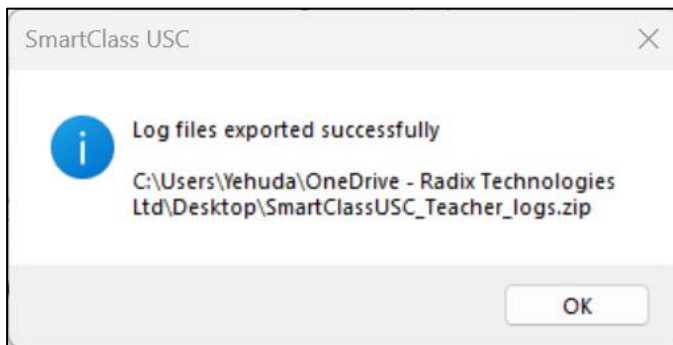 SmartClass USC
Log files exported successfully
C:\Users\Yehuda\OneDrive - Radix Technologies
Ltd\Desktop\SmartClassUSC_Teacher_logs.zip
OK